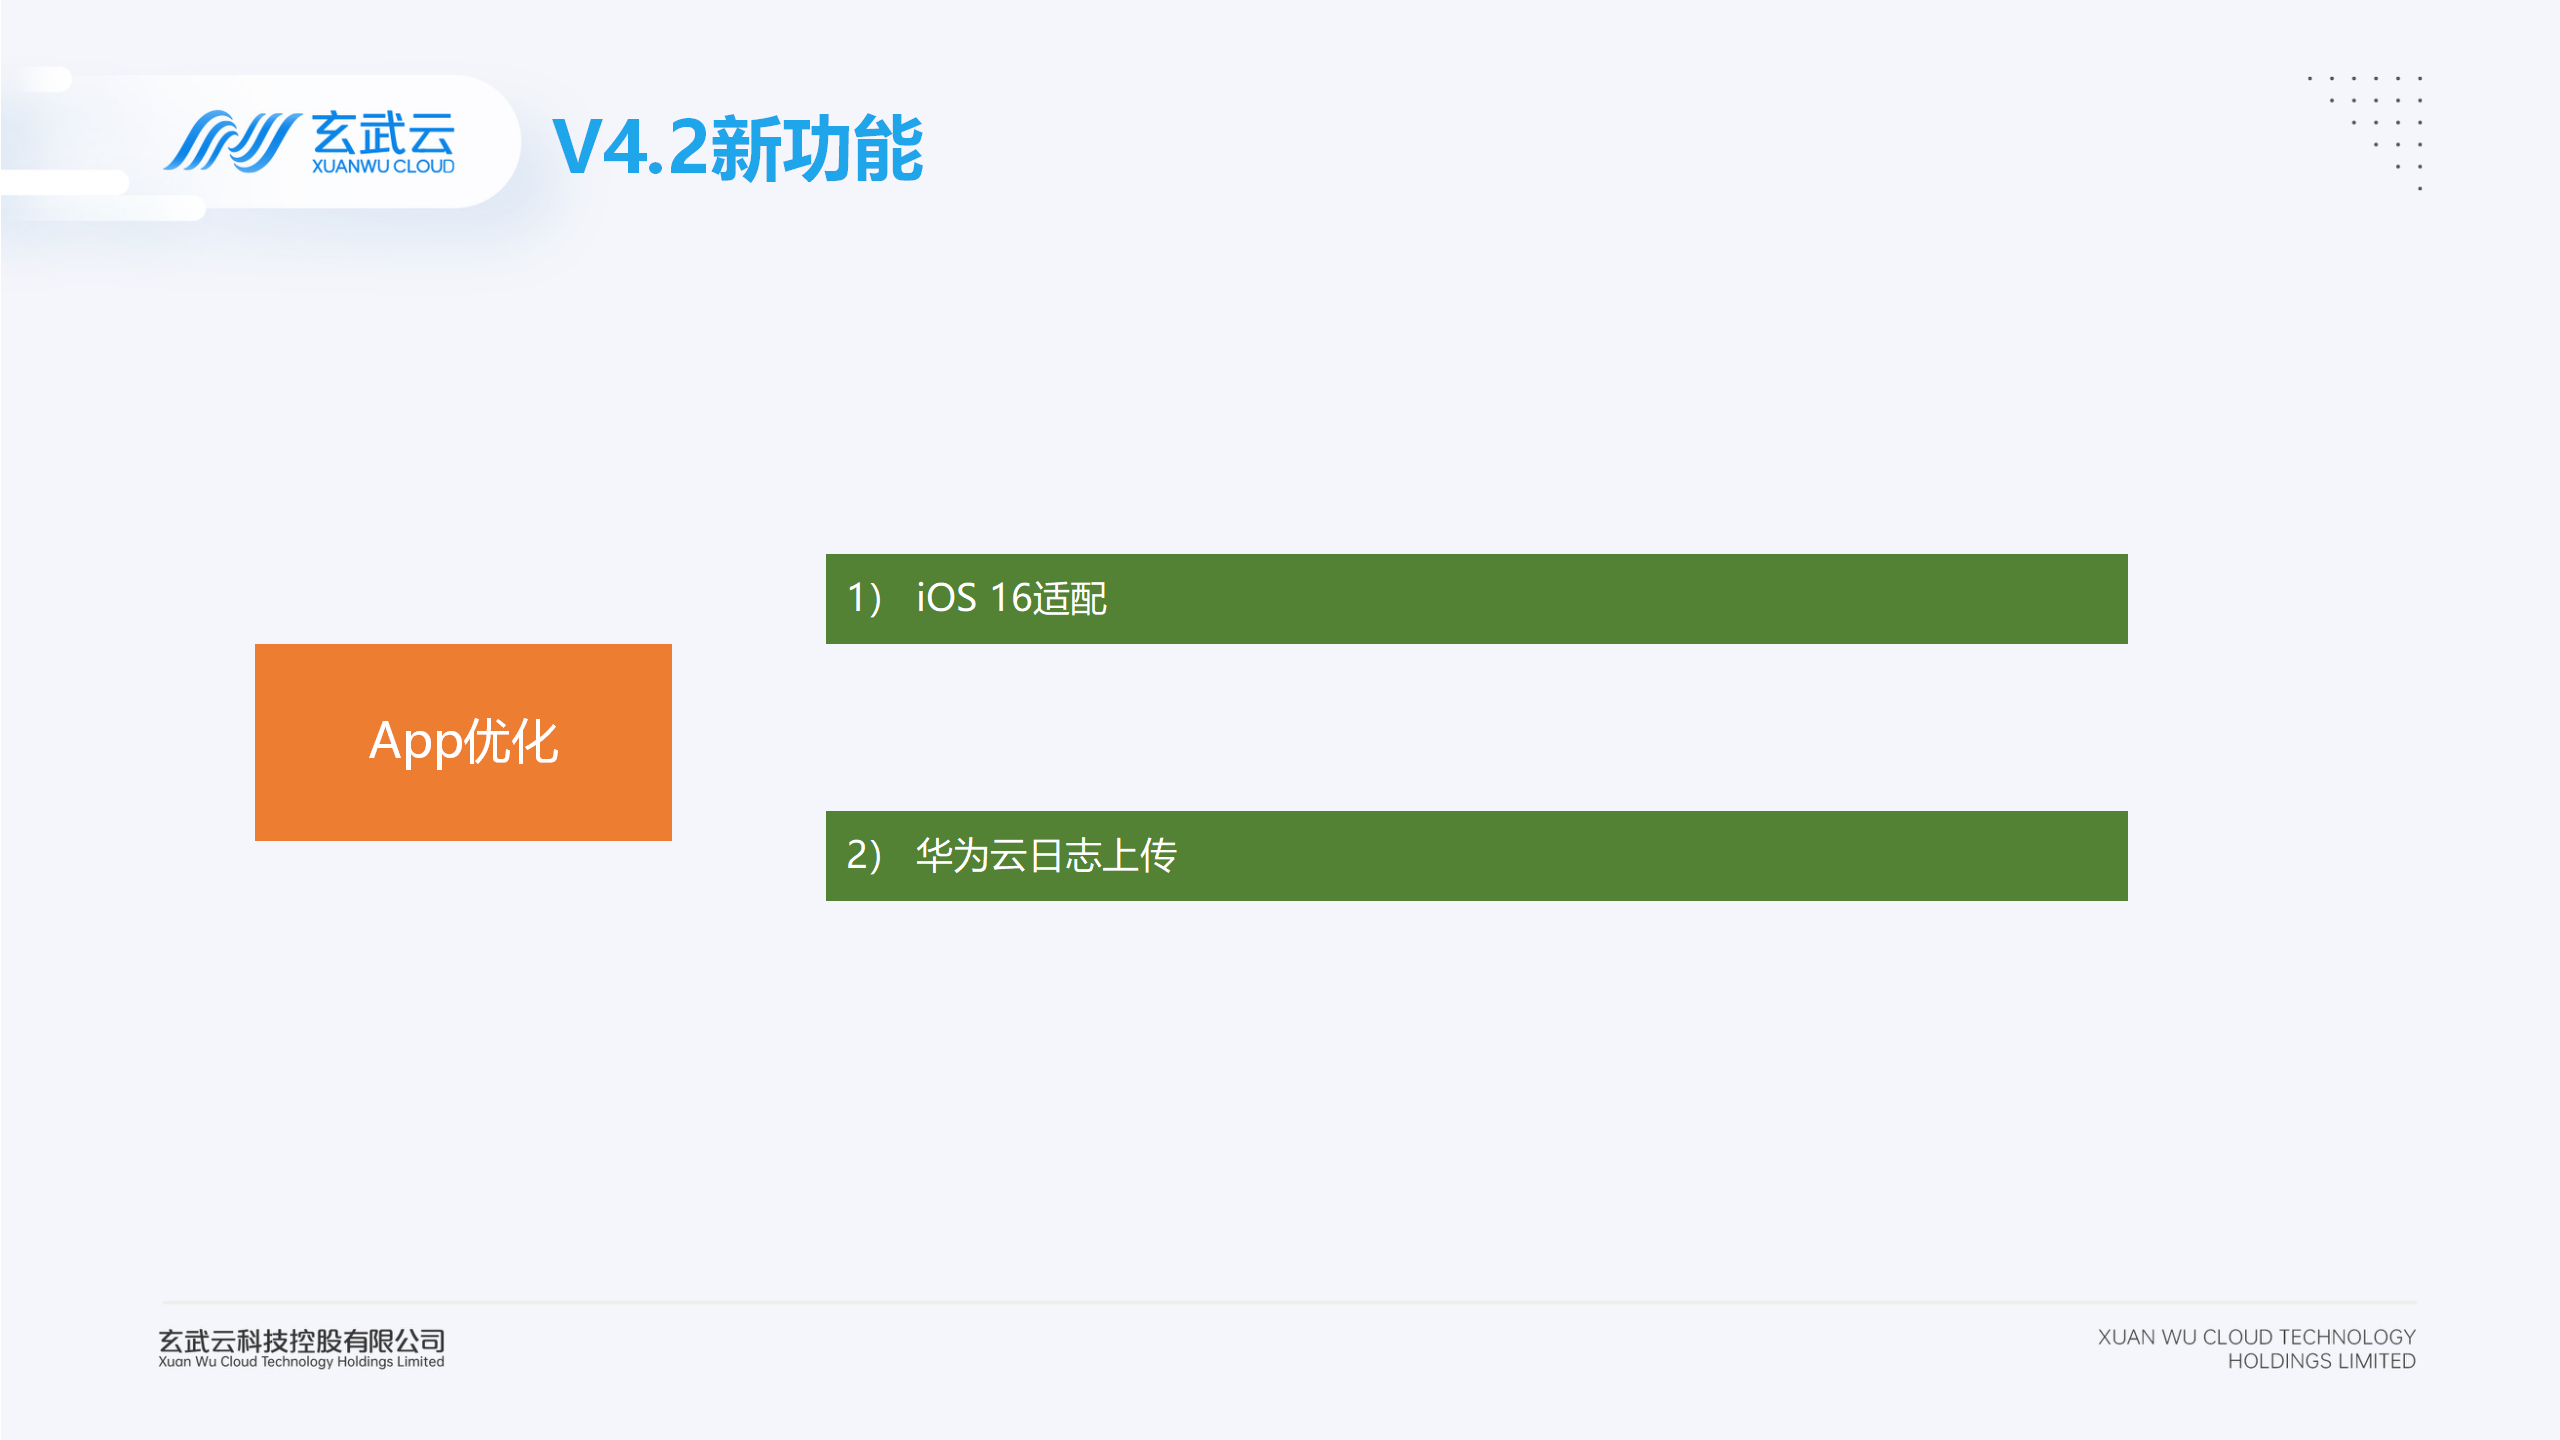 玄武云
XUANWU CLOUD
V4.2新功能
1） iOS 16适配
App优化
2） 华为云日志上传
玄武云科技控股有限公司
Xuan Wu Cloud Technology Holdings Limited
XUAN WU CLOUD TECHNOLOGY
HOLDINGS LIMITED